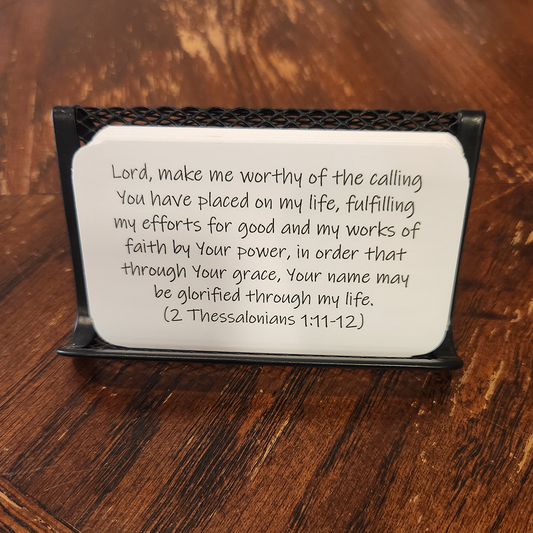 Lord, make me worthy of the calling
You have placed on my life, fulfilling
my efforts for good and my works of
faith by Your power, in order that
through Your grace, Your name may
be glorified through my life.
(2 Thessalonians 1:11-12)